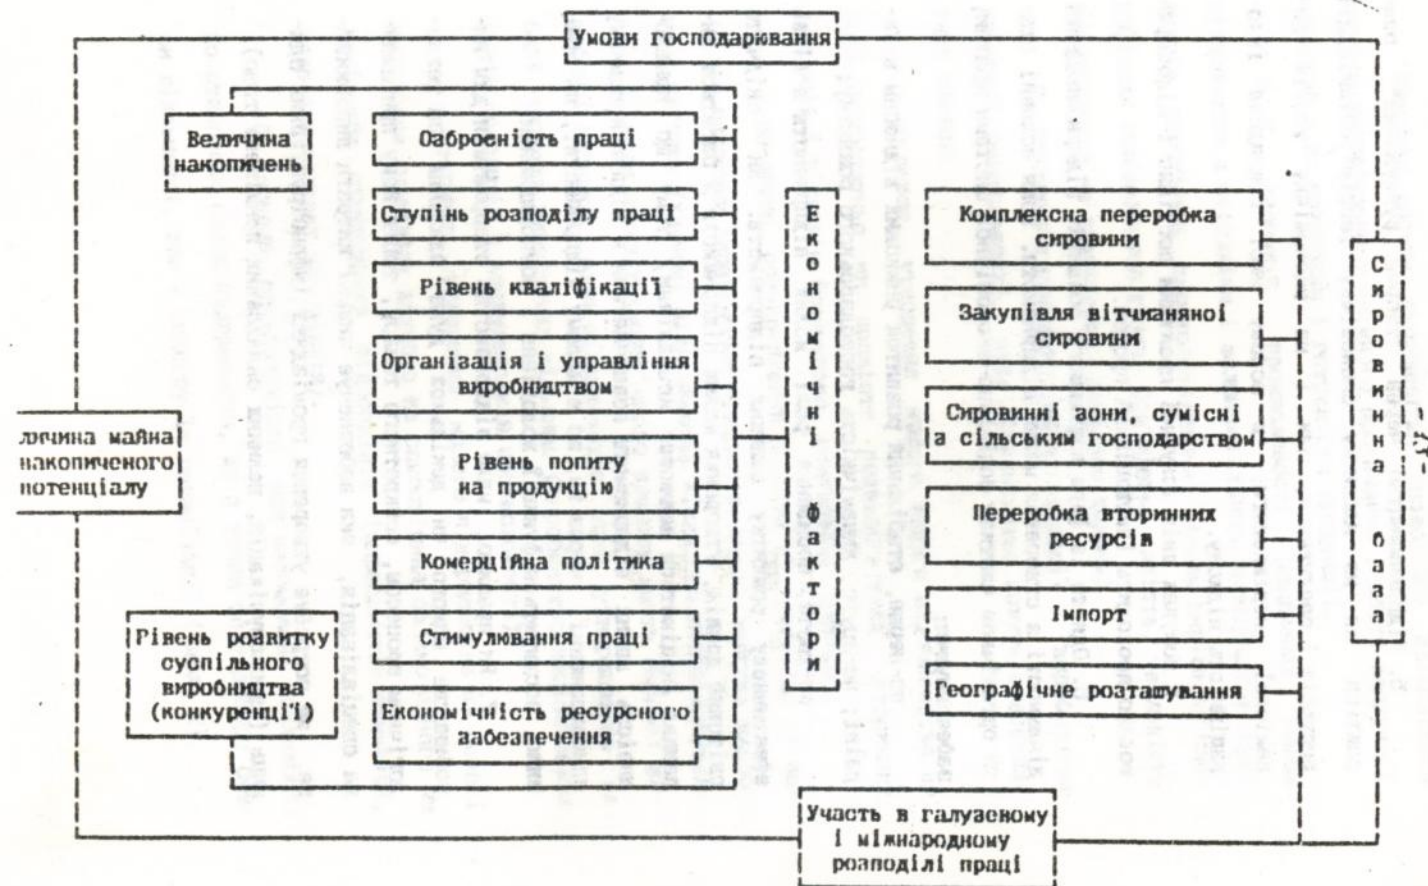 Умови господарювання
Величина
накопичень
Озброєність праці
Ступінь розподілу праці
Рівень кваліфікації
Організація і управління
виробництвом
Рівень попиту
на продукцію
Комерційна політика
Стимулювання праці
Економічність ресурсного
забезпечення
личина майна
накопиченого
потенціалу
Рівень розвитку
суспільного
виробництва
(конкуренції)
Економічні фактори
Комплексна переробка
сировини
Закупівля вітчизняної
сировини
Сировинні зони, сумісні
з сільським господарством
Переробка вторинних
ресурсів
Імпорт
Географічне розташування
Сировинна база
Участь в галузевому
і міжнародному
розподілі праці